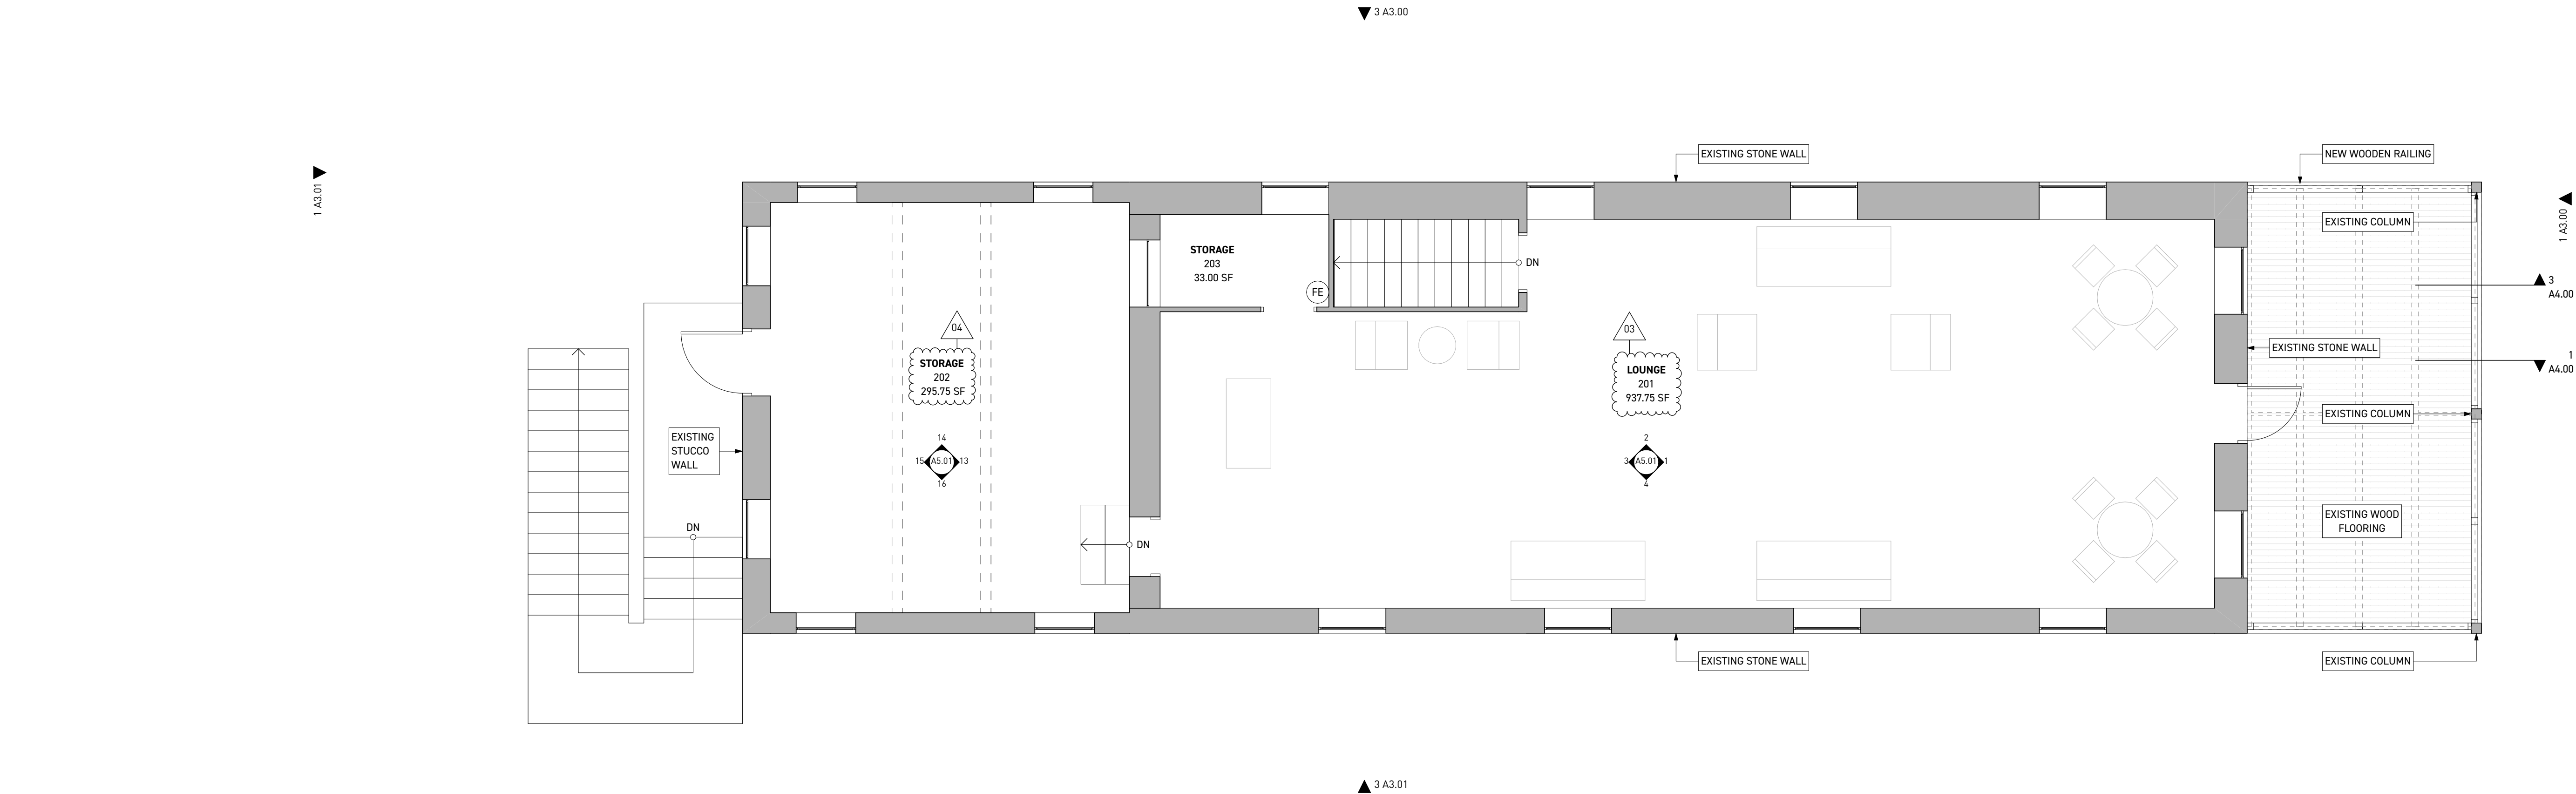 3 A3.00
1 A3.01
EXISTING STONE WALL
NEW WOODEN RAILING
EXISTING COLUMN
1 A3.00
STORAGE
203
33.00 SF
DN
FE
3
A4.00
04
03
EXISTING STONE WALL
1
A4.00
STORAGE
202
295.75 SF
LOUNGE
201
937.75 SF
EXISTING COLUMN
EXISTING
STUCCO
WALL
14
15 A5.01 13
16
2
3 A5.01 1
4
EXISTING WOOD
FLOORING
DN
DN
EXISTING STONE WALL
EXISTING COLUMN
3 A3.01